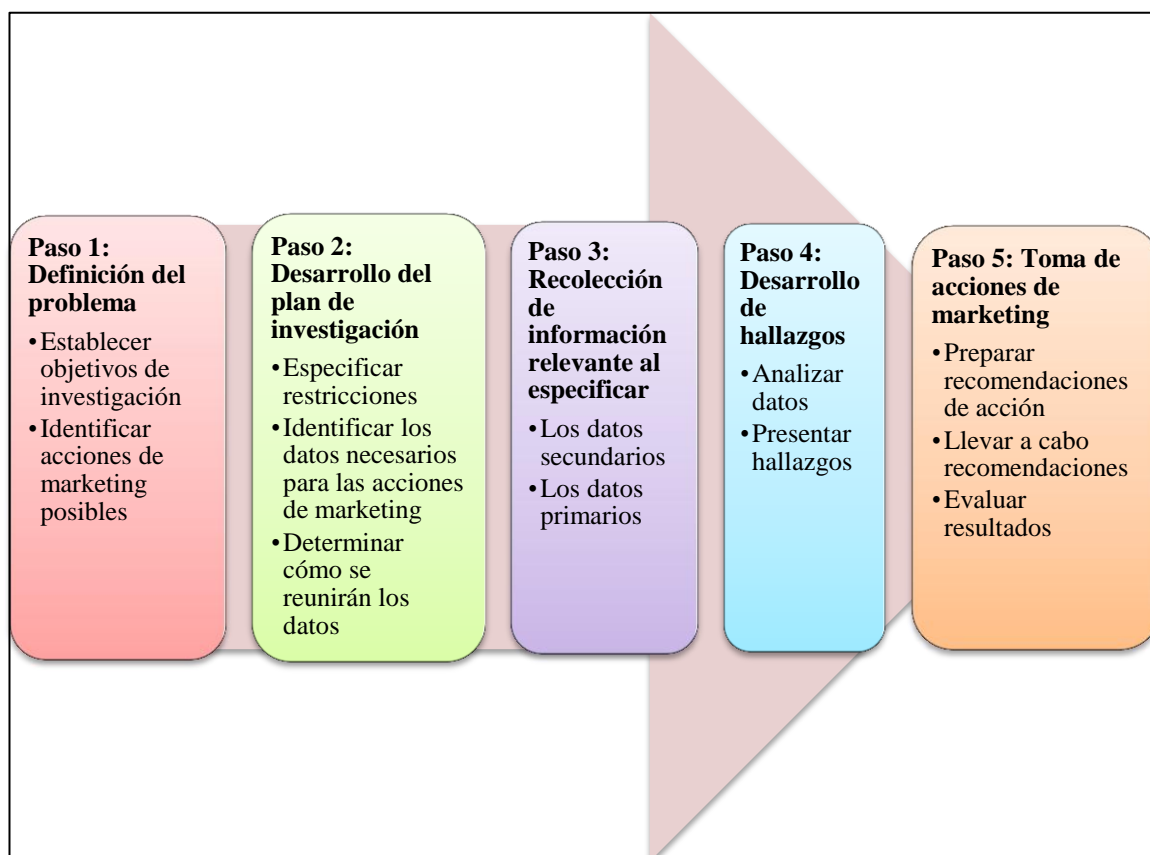 Paso 1:
Definición del
problema
•Establecer
objetivos de
investigación
•Identificar
acciones de
marketing
posibles
Paso 2:
Desarrollo del
plan de
investigación
•Especificar
restricciones
•Identificar los
datos necesarios
para las acciones
de marketing
•Determinar
cómo se
reunirán los
datos
Paso 3:
Recolección
de
información
relevante al
especificar
•Los datos
secundarios
•Los datos
primarios
Paso 4:
Desarrollo
de
hallazgos
•Analizar
datos
•Presentar
hallazgos
Paso 5: Toma de
acciones de
marketing
•Preparar
recomendaciones
de acción
•Llevar a cabo
recomendaciones
•Evaluar
resultados